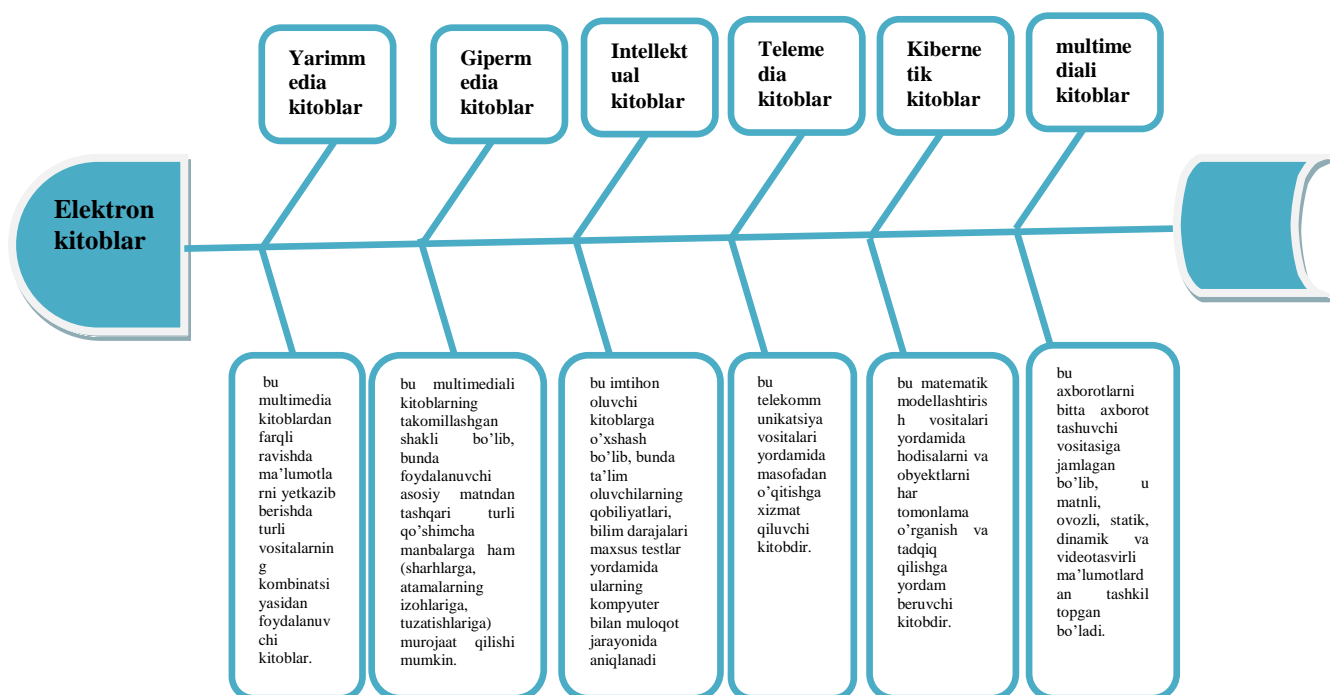 Yarimm
edia
kitoblar
Giperm
edia
kitoblar
Intellekt
ual
kitoblar
Teleme
dia
kitoblar
Kiberne
tik
kitoblar
multime
diali
kitoblar
Elektron
kitoblar
bu
multimedia
kitoblardan
farqli
ravishda
ma’lumotla
rni yetkazib
berishda
turli
vositalarnin
g
kombinatsi
yasidan
foydalanuv
chi
kitoblar.
bu multimediali
kitoblarning
takomillashgan
shakli bo’lib,
bunda
foydalanuvchi
asosiy matndan
tashqari turli
qo’shimcha
manbalarga ham
(sharhlarga,
atamalarning
izohlariga,
tuzatishlariga)
murojaat qilishi
mumkin.
bu imtihon
oluvchi
kitoblarga
o’xshash
bo’lib, bunda
ta’lim
oluvchilarning
qobiliyatlari,
bilim darajalari
maxsus testlar
yordamida
ularning
kompyuter
bilan muloqot
jarayonida
aniqlanadi
bu
telekomm
unikatsiya
vositalari
yordamida
masofadan
o’qitishga
xizmat
qiluvchi
kitobdir.
bu matematik
modellashtiris
h vositalari
yordamida
hodisalarni va
obyektlarni
har
tomonlama
o’rganish va
tadqiq
qilishga
yordam
beruvchi
kitobdir.
bu
axborotlarni
bitta axborot
tashuvchi
vositasiga
jamlagan
bo’lib, u
matnli,
ovozli, statik,
dinamik va
videotasvirli
ma’lumotlard
an tashkil
topgan
bo’ladi.